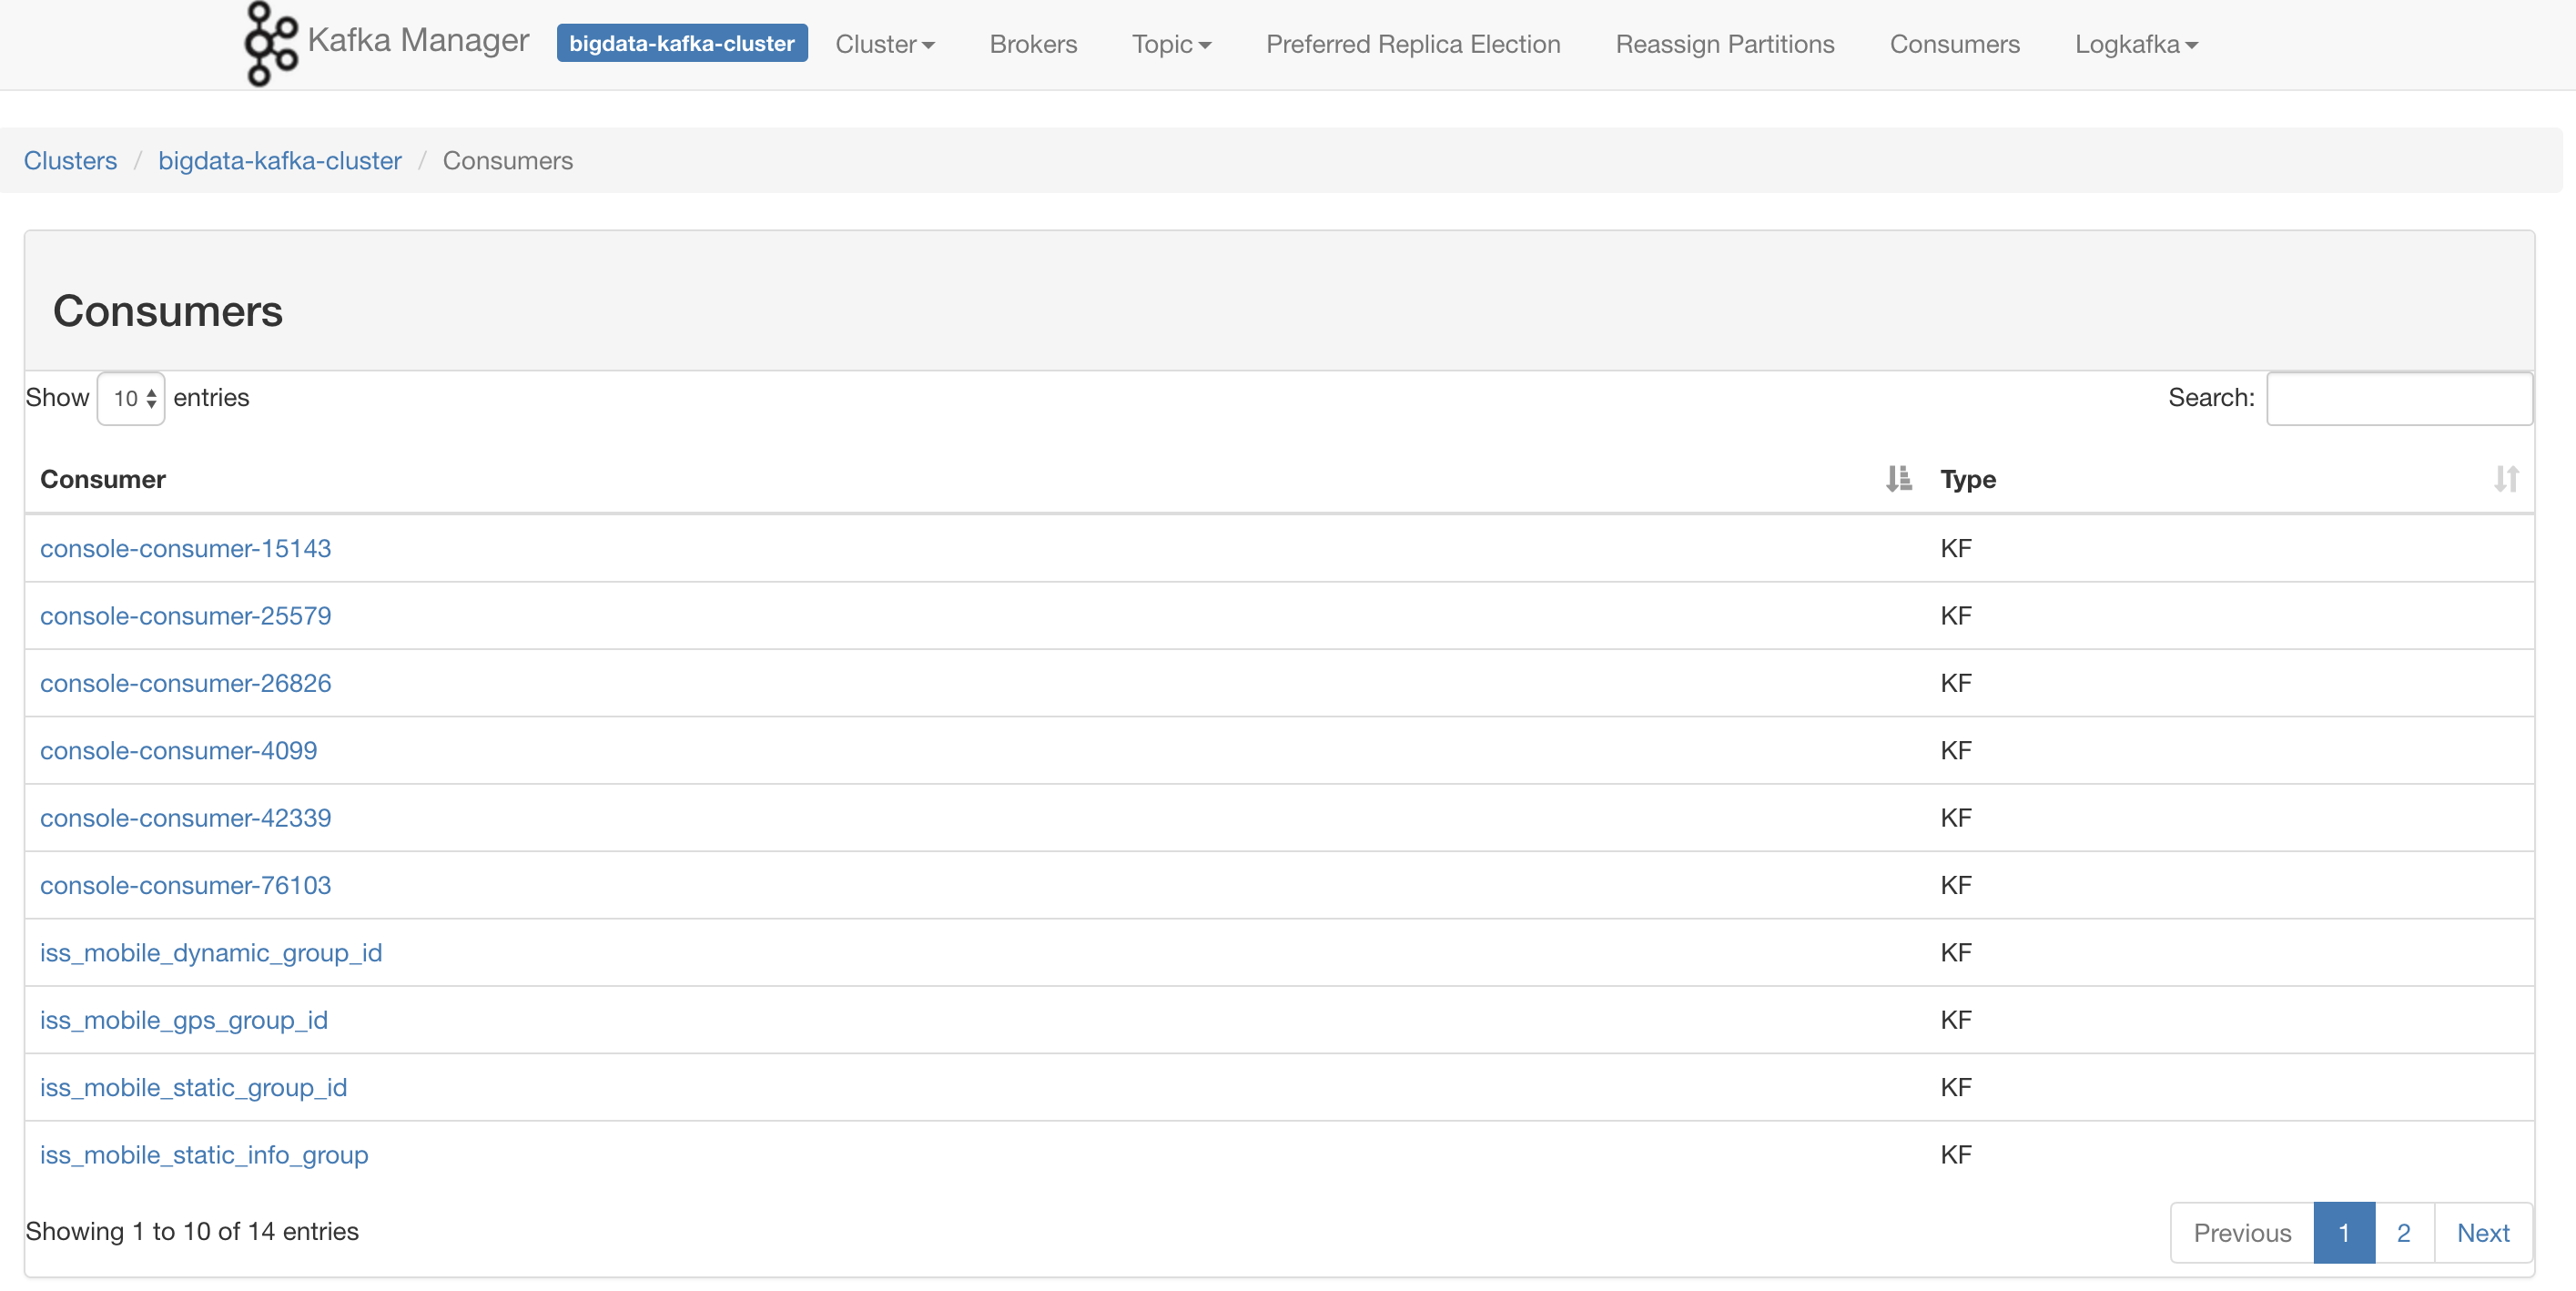 Kafka Manager bigdata-kafka-cluster Cluster Brokers Topic Preferred Replica Election Reassign Partitions Consumers Logkafka
Clusters / bigdata-kafka-cluster / Consumers
Consumers
Show 10 entries Search:
Consumer Type
console-consumer-15143 KF
console-consumer-25579 KF
console-consumer-26826 KF
console-consumer-4099 KF
console-consumer-42339 KF
console-consumer-76103 KF
iss_mobile_dynamic_group_id KF
iss_mobile_gps_group_id KF
iss_mobile_static_group_id KF
iss_mobile_static_info_group KF
Showing 1 to 10 of 14 entries Previous 1 2 Next